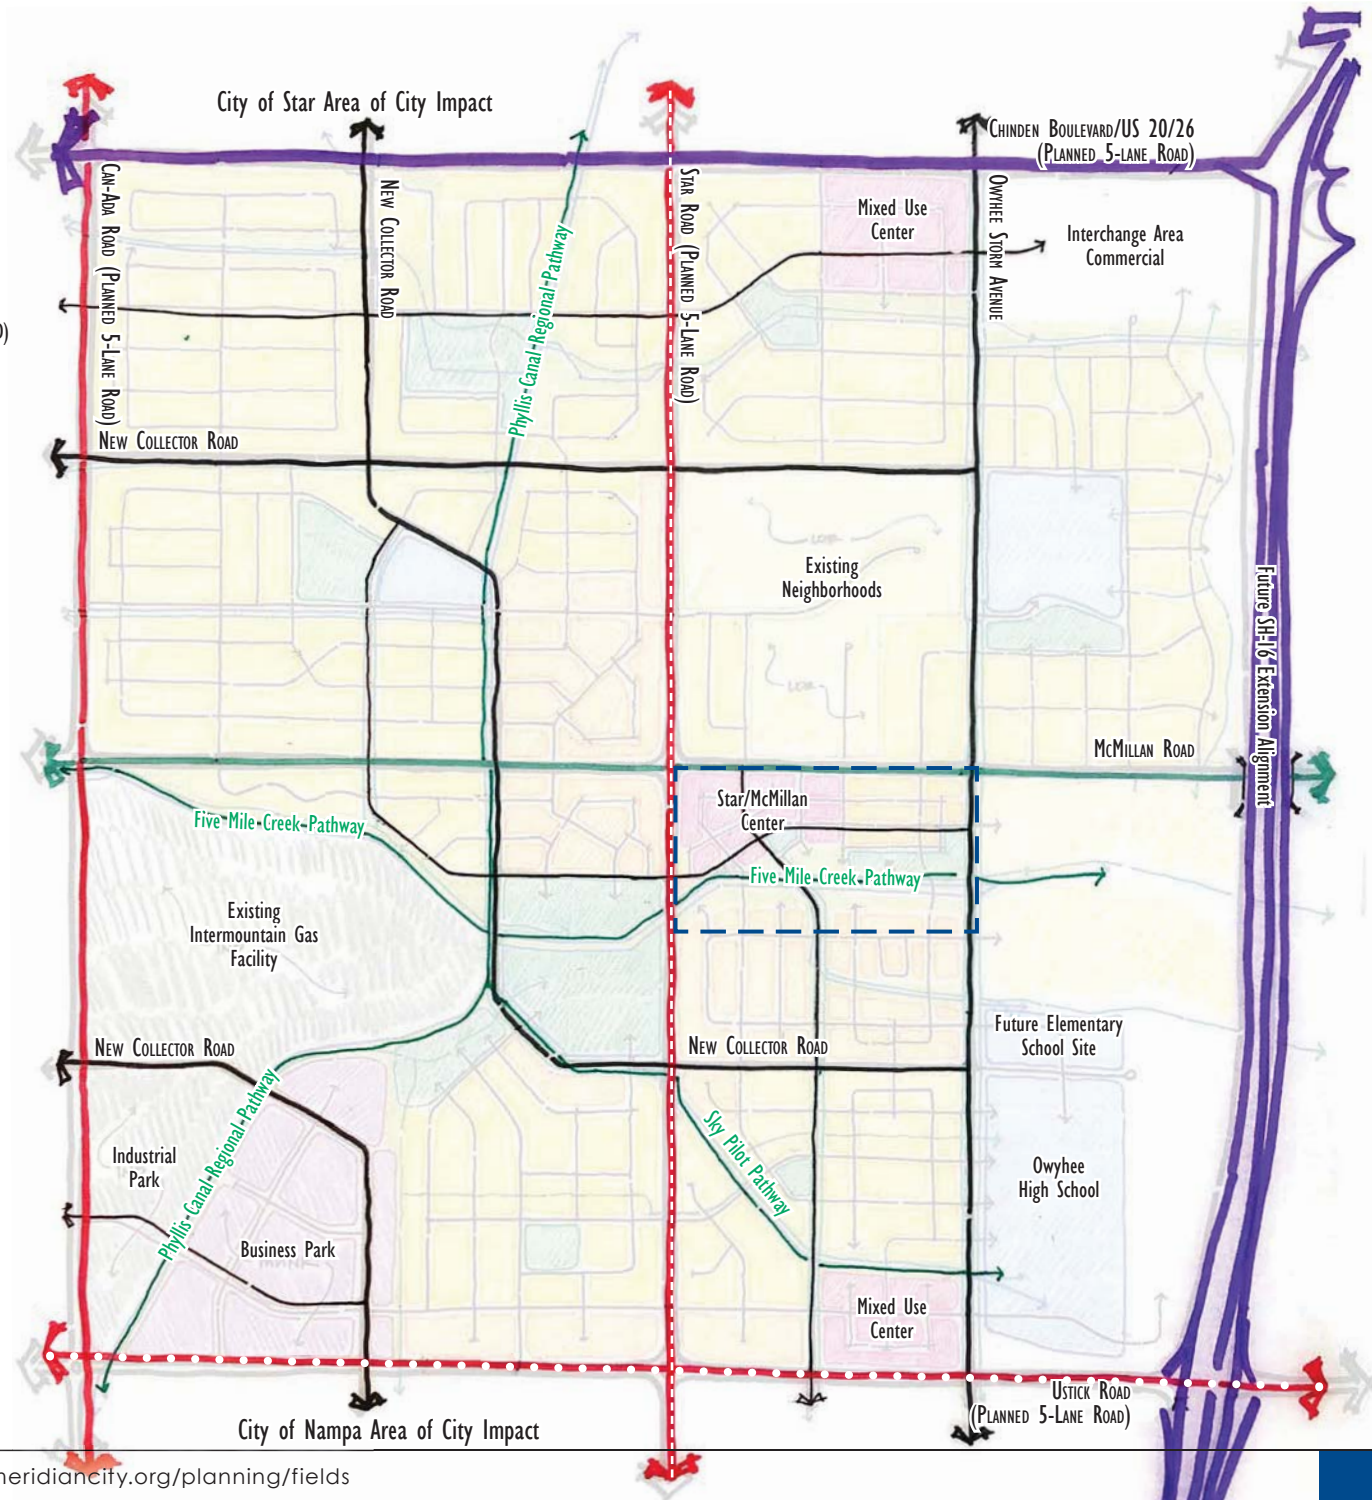 City of Star Area of City Impact
Chinden Boulevard/US 20/26
(Planned 5-lane Road)
Can-Ada Road (Planned 5-Lane Road)
New Collector Road
Phyllis-Canal-Regional-Pathway
Star Road (Planned 5-Lane Road)
Mixed Use
Center
Owyhee Storm Avenue
Interchange Area
Commercial
New Collector Road
Existing
Neighborhoods
Future SH-16 Extension Alignment
McMillan Road
Star/McMillan
Center
Five Mile-Creek-Pathway
Five Mile-Creek-Pathway
Existing
Intermountain Gas
Facility
New Collector Road
New Collector Road
Future Elementary
School Site
Phyllis-Canal-Regional-Pathway
Sky Pilot Pathway
Industrial
Park
Owyhee
High School
Business Park
Mixed Use
Center
Ustick Road
(Planned 5-Lane Road)
City of Nampa Area of City Impact
meridiancity.org/planning/fields